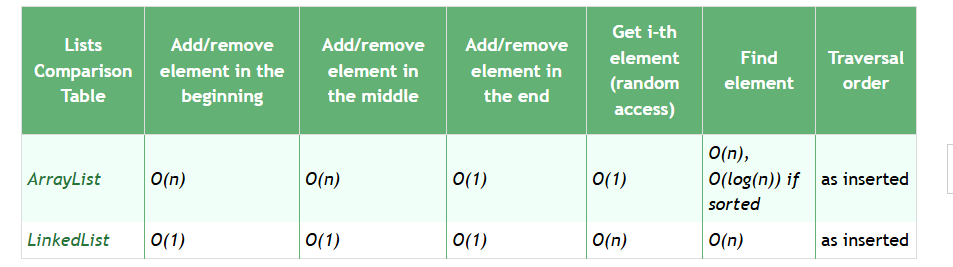 Lists Comparison Table
Add/remove element in the beginning
Add/remove element in the middle
Add/remove element in the end
Get i-th element (random access)
Find element
Traversal order
ArrayList
O(n)
O(n)
O(1)
O(1)
O(n),
O(log(n)) if
sorted
as inserted
LinkedList
O(1)
O(1)
O(1)
O(n)
O(n)
as inserted